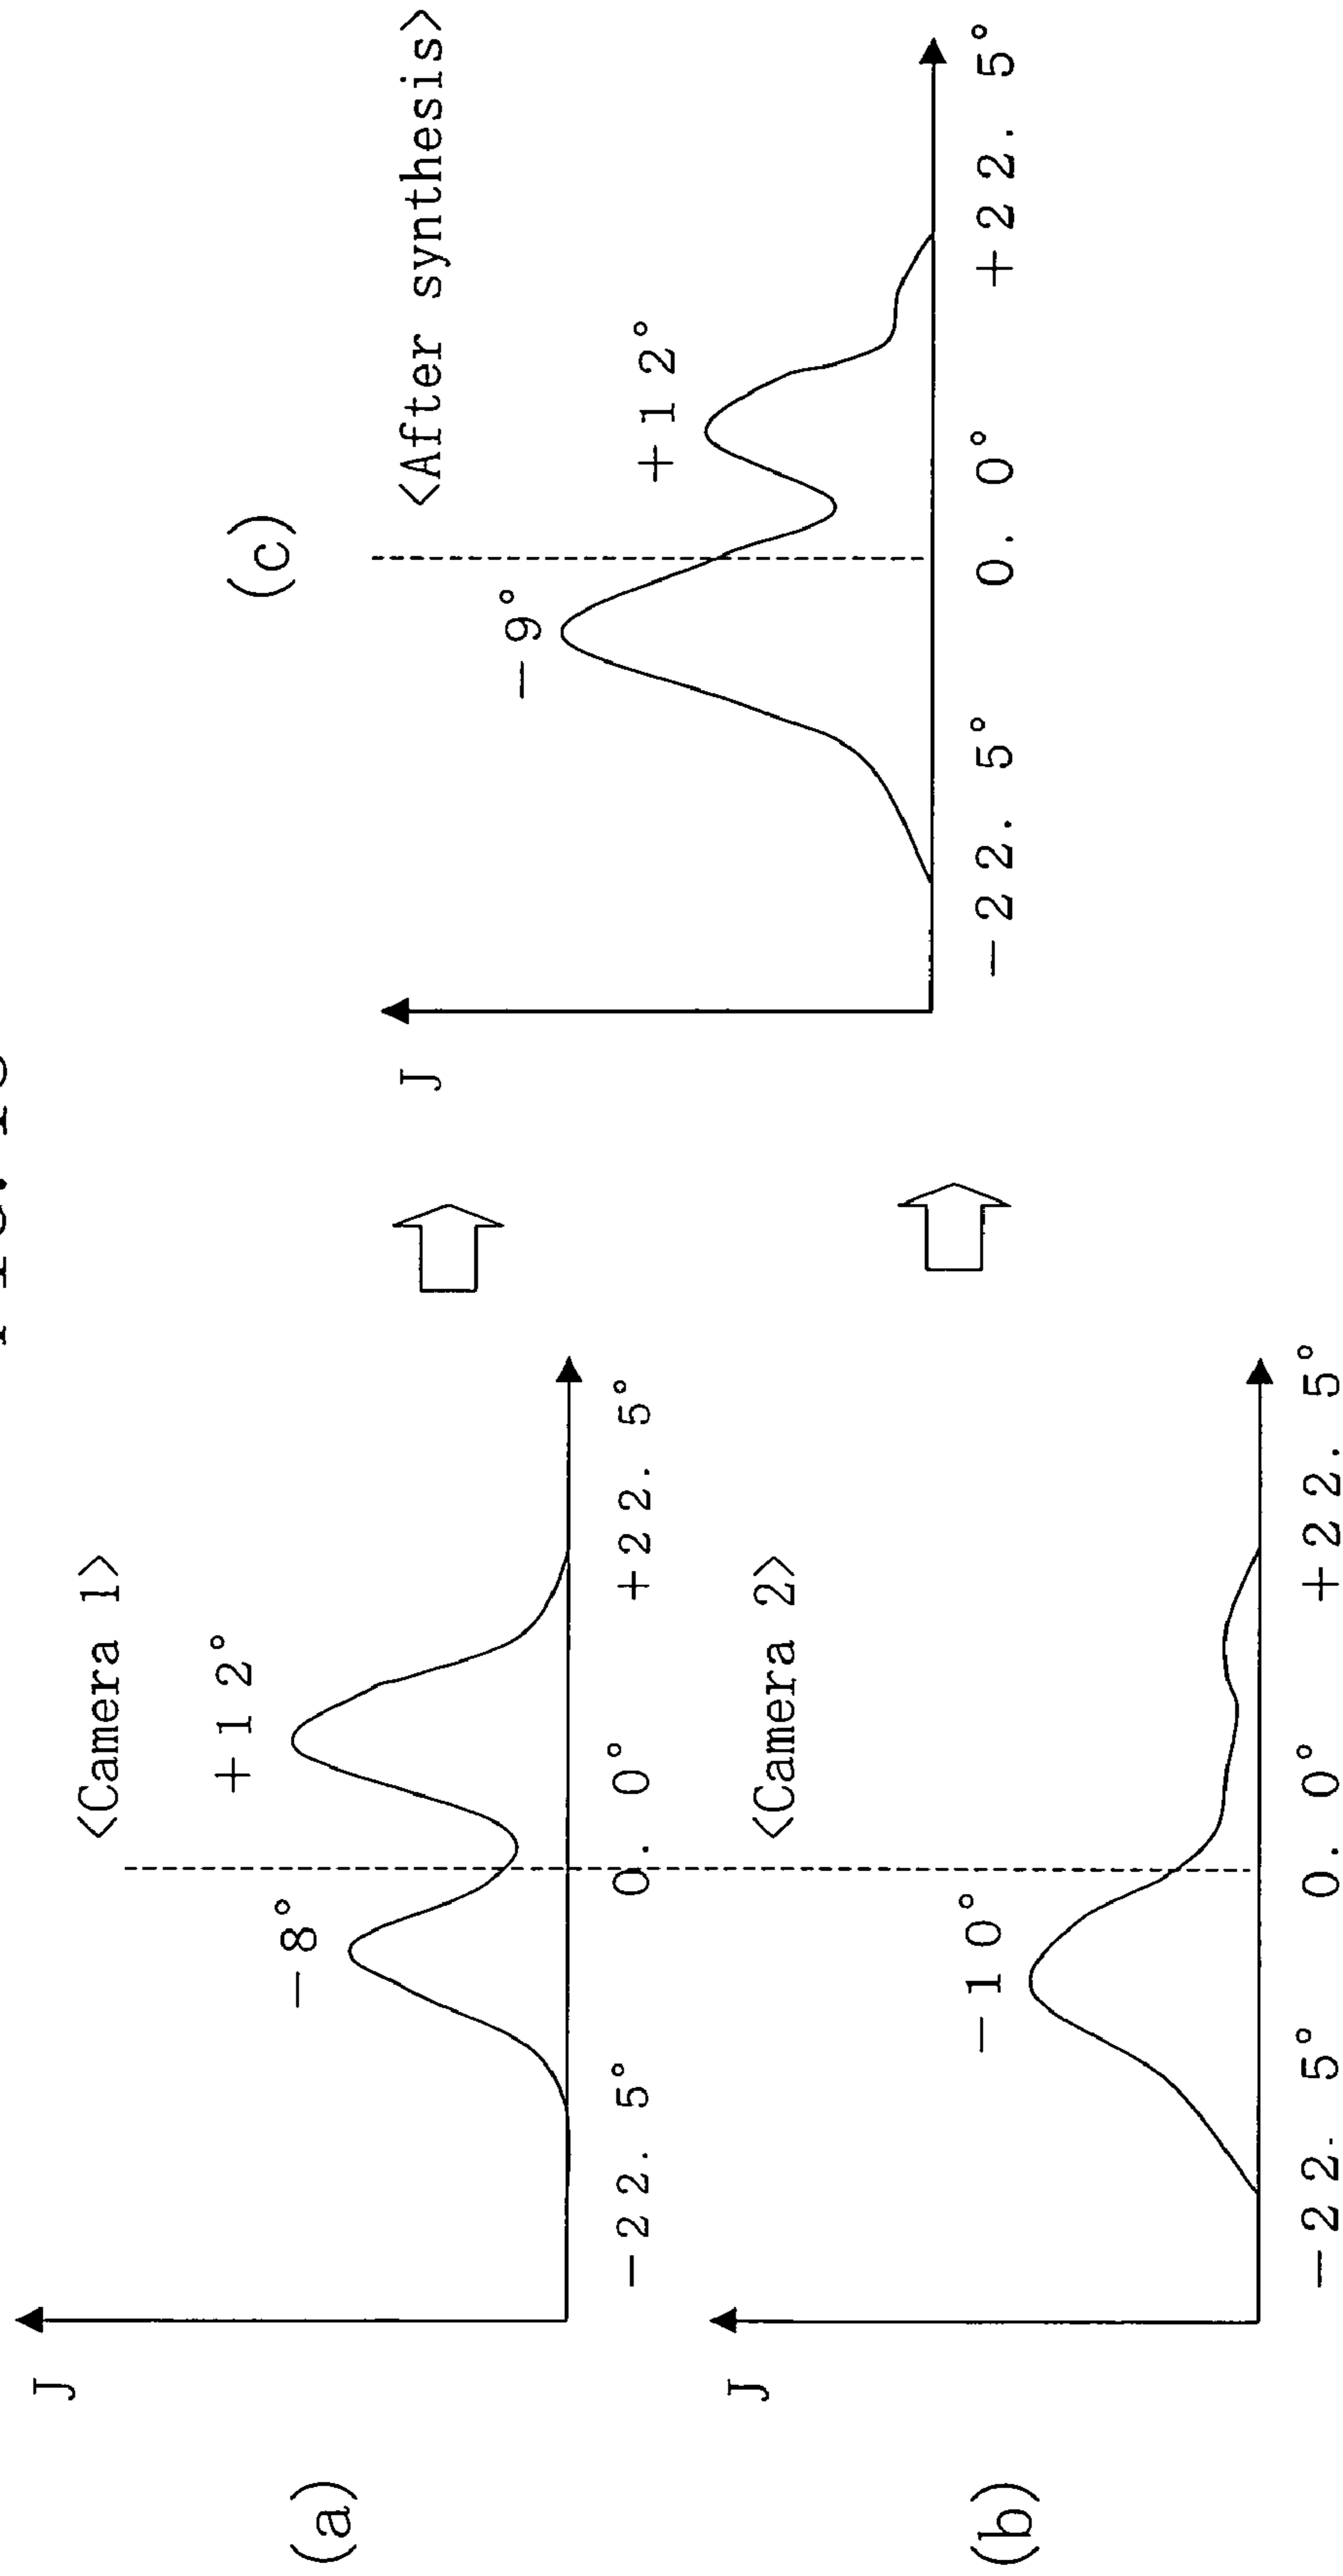 (a)
J
<Camera 1>
−8°
+12°
−22. 5°
0. 0°
+22. 5°
(b)
J
<Camera 2>
−10°
−22. 5°
0. 0°
+22. 5°
(c)
<After synthesis>
J
−9°
+12°
−22. 5°
0. 0°
+22. 5°